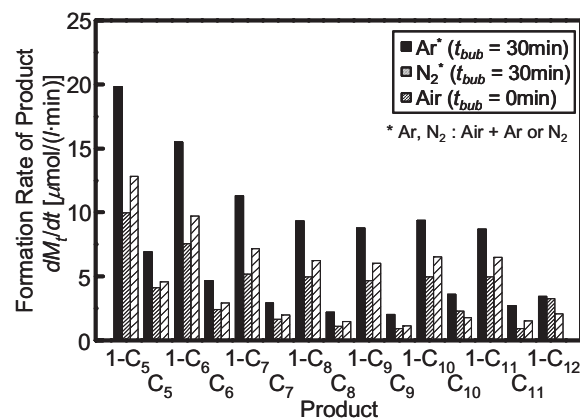 25
20
15
10
5
0
Formation Rate of Product
dM_t/dt [μmol/(l·min)]
Ar* (t_bub = 30min)
N₂* (t_bub = 30min)
Air (t_bub = 0min)
* Ar, N₂ : Air + Ar or N₂
1-C₅ 1-C₆ 1-C₇ 1-C₈ 1-C₉ 1-C₁₀ 1-C₁₁ 1-C₁₂
C₅ C₆ C₇ C₈ C₉ C₁₀ C₁₁
Product